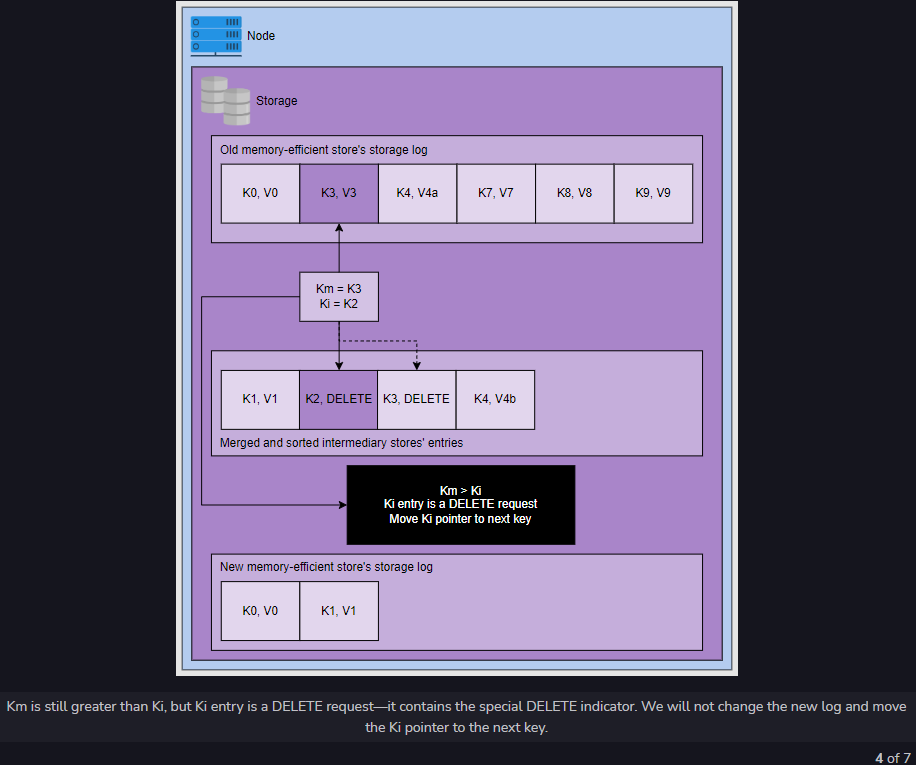 Node
Storage
Old memory-efficient store's storage log
K0, V0 K3, V3 K4, V4a K7, V7 K8, V8 K9, V9
Km = K3
Ki = K2
K1, V1 K2, DELETE K3, DELETE K4, V4b
Merged and sorted intermediary stores' entries
Km > Ki
Ki entry is a DELETE request
Move Ki pointer to next key
New memory-efficient store's storage log
K0, V0 K1, V1
Km is still greater than Ki, but Ki entry is a DELETE request—it contains the special DELETE indicator. We will not change the new log and move
the Ki pointer to the next key.
4 of 7